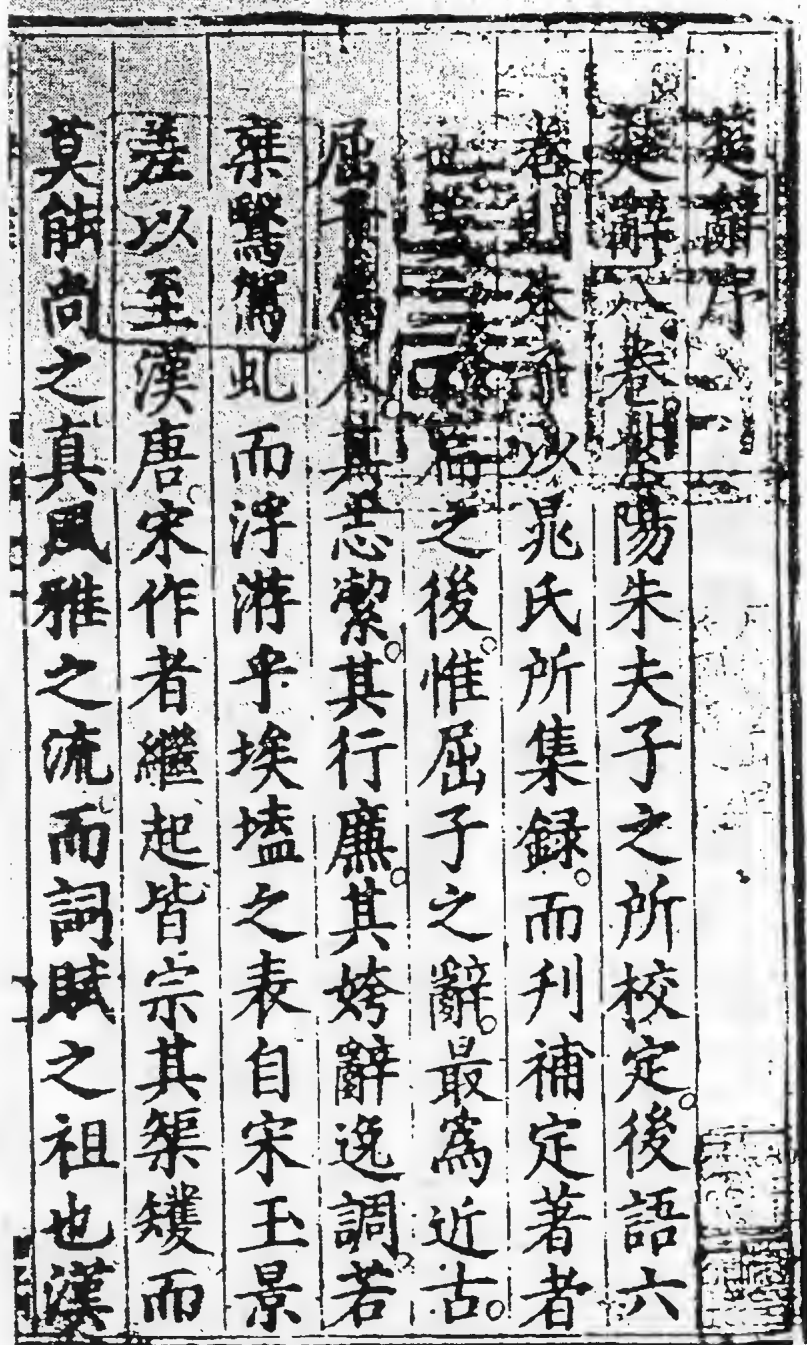 楚辭序
楚辭八卷紫陽朱夫子之所校定後語六
卷朱子以晁氏所集録而刋補定著者
三百篇之後惟屈子之辭最爲近古
屈子爲人其志潔其行廉其姱辭逸調若
乘鷖駕虬而浮游乎埃壒之表自宋玉景
差以至漢唐宋作者繼起皆宗其榘矱而
莫能尚之真風雅之流而詞賦之祖也漢